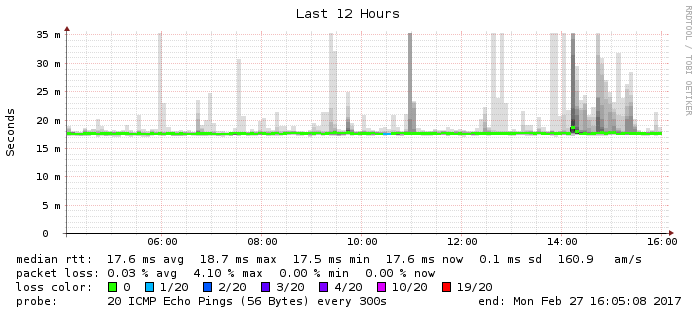 Last 12 Hours
RRDTOOL / TOBI OETIKER
Seconds
35 m
30 m
25 m
20 m
15 m
10 m
5 m
0
06:00 08:00 10:00 12:00 14:00 16:00
median rtt: 17.6 ms avg 18.7 ms max 17.5 ms min 17.6 ms now 0.1 ms sd 160.9 am/s
packet loss: 0.03 % avg 4.10 % max 0.00 % min 0.00 % now
loss color: 0 1/20 2/20 3/20 4/20 10/20 19/20
probe: 20 ICMP Echo Pings (56 Bytes) every 300s end: Mon Feb 27 16:05:08 2017